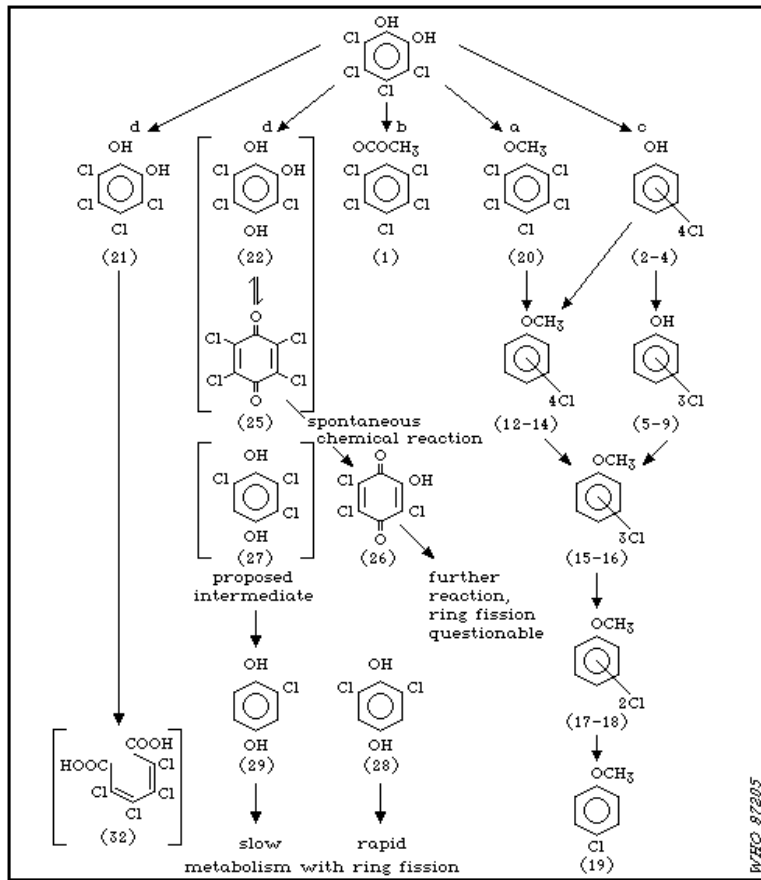 OH
Cl OH
Cl Cl
Cl
d d b a c
OH OH OCOCH3 OCH3 OH
Cl OH Cl OH Cl Cl Cl Cl
Cl Cl Cl Cl Cl Cl Cl Cl
Cl OH Cl Cl 4Cl
(21) (22) (1) (20) (2-4)
O
Cl Cl
Cl Cl
O
(25)
OCH3 OH
4Cl 3Cl
(12-14) (5-9)
spontaneous
chemical reaction
OH
Cl Cl
Cl
OH
(27)
O
Cl OH
Cl Cl
O
(26)
OCH3
3Cl
(15-16)
proposed
intermediate
further
reaction,
ring fission
questionable
OH
Cl
OH
(29)
OH
Cl Cl
OH
(28)
OCH3
2Cl
(17-18)
COOH
HOOC Cl
Cl Cl
Cl
(32)
OCH3
Cl
(19)
slow rapid
metabolism with ring fission
WHO 87285